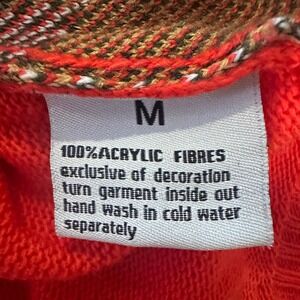 M
100%ACRYLIC FIBRES
exclusive of decoration
turn garment inside out
hand wash in cold water
separately